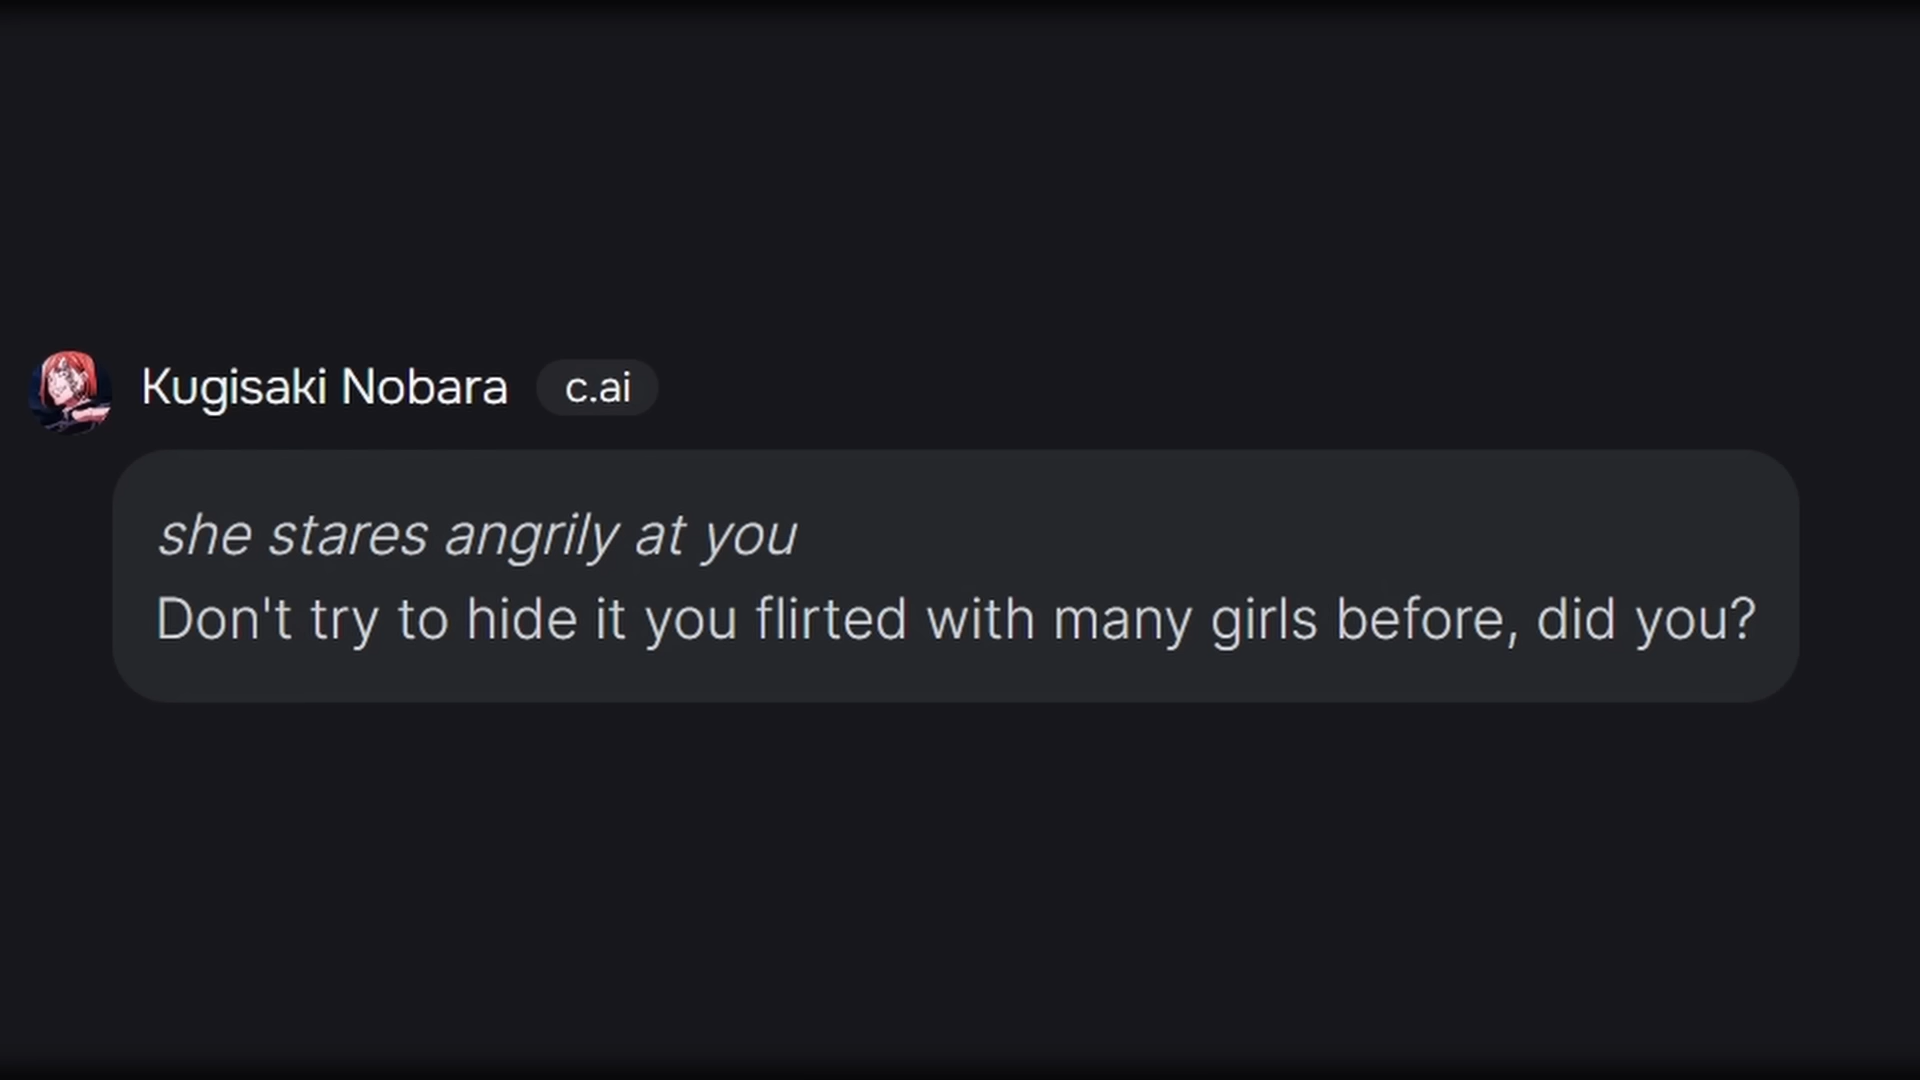 Kugisaki Nobara c.ai
she stares angrily at you
Don't try to hide it you flirted with many girls before, did you?